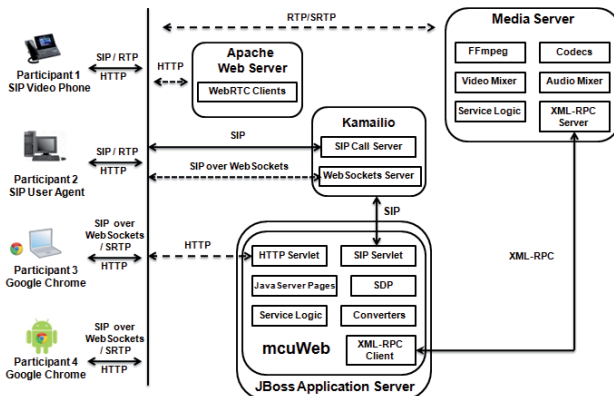 RTP/SRTP
Media Server
FFmpeg
Codecs
Video Mixer
Audio Mixer
Service Logic
XML-RPC
Server
Apache
Web Server
WebRTC Clients
HTTP
SIP / RTP
HTTP
Participant 1
SIP Video Phone
Kamailio
SIP Call Server
Web Sockets Server
SIP
SIP over Web Sockets
SIP / RTP
HTTP
Participant 2
SIP User Agent
SIP
SIP over
Web Sockets
/ SRTP
HTTP
Participant 3
Google Chrome
HTTP
HTTP Servlet
SIP Servlet
Java Server Pages
SDP
Service Logic
Converters
mcuWeb
XML-RPC
Client
JBoss Application Server
XML-RPC
SIP over
Web Sockets
/ SRTP
HTTP
Participant 4
Google Chrome